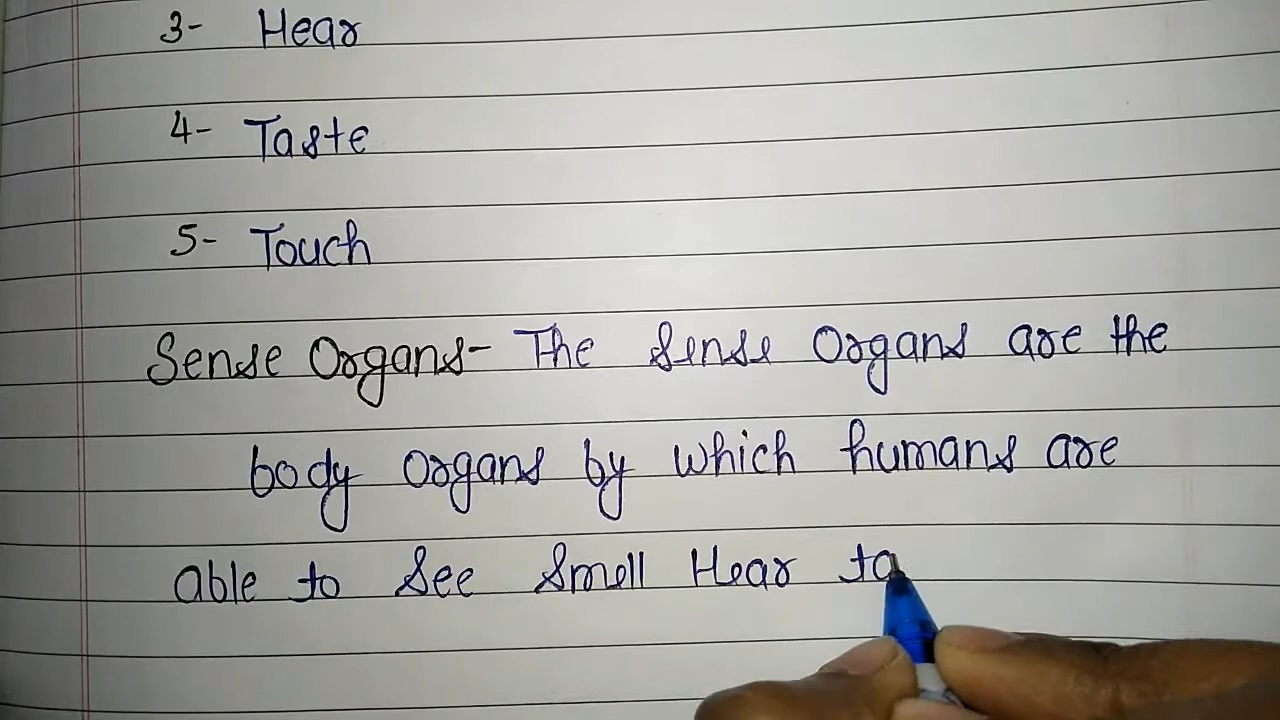 3- Hear
4- Taste
5- Touch
Sense Organs- The Sense Organs are the
body organs by which humans are
able to See Smell Hear ta